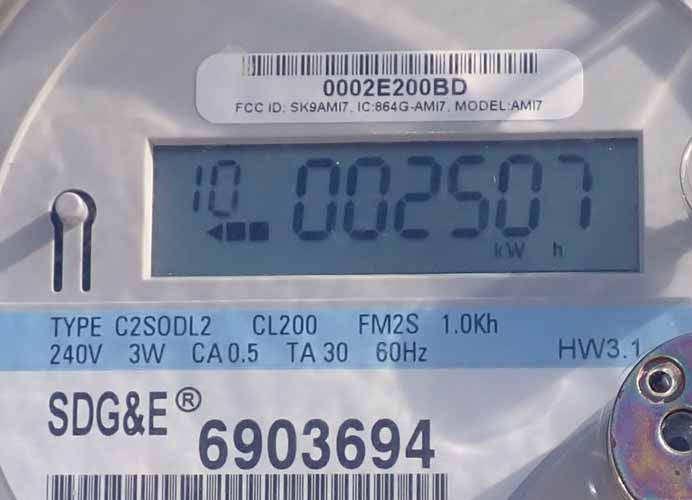 0002E200BD
FCC ID: SK9AMI7, IC:864G-AMI7, MODEL:AMI7
10 002507
kW h
TYPE C2SODL2 CL200 FM2S 1.0Kh
240V 3W CA 0.5 TA 30 60Hz HW3.1
SDG&E® 6903694